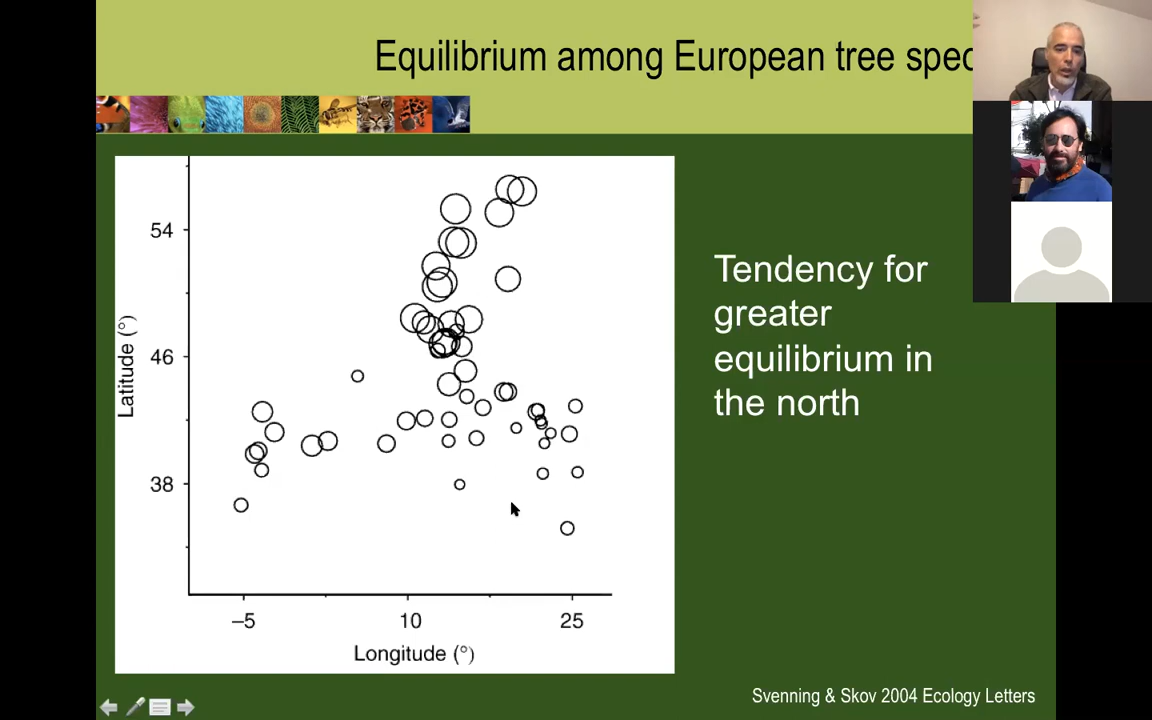 Equilibrium among European tree spec
54
46
38
Latitude (°)
–5
10
25
Longitude (°)
Tendency for
greater
equilibrium in
the north
Svenning & Skov 2004 Ecology Letters